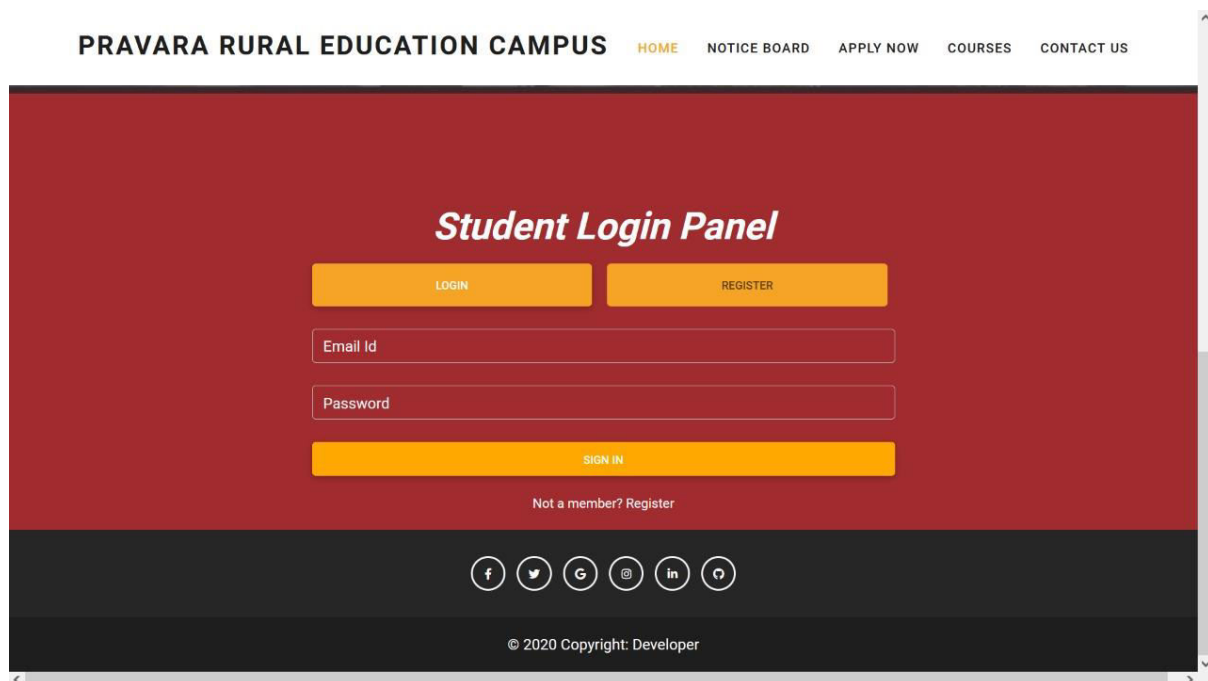 PRAVARA RURAL EDUCATION CAMPUS HOME NOTICE BOARD APPLY NOW COURSES CONTACT US
Student Login Panel
LOGIN REGISTER
Email Id
Password
SIGN IN
Not a member? Register
f G in
© 2020 Copyright: Developer